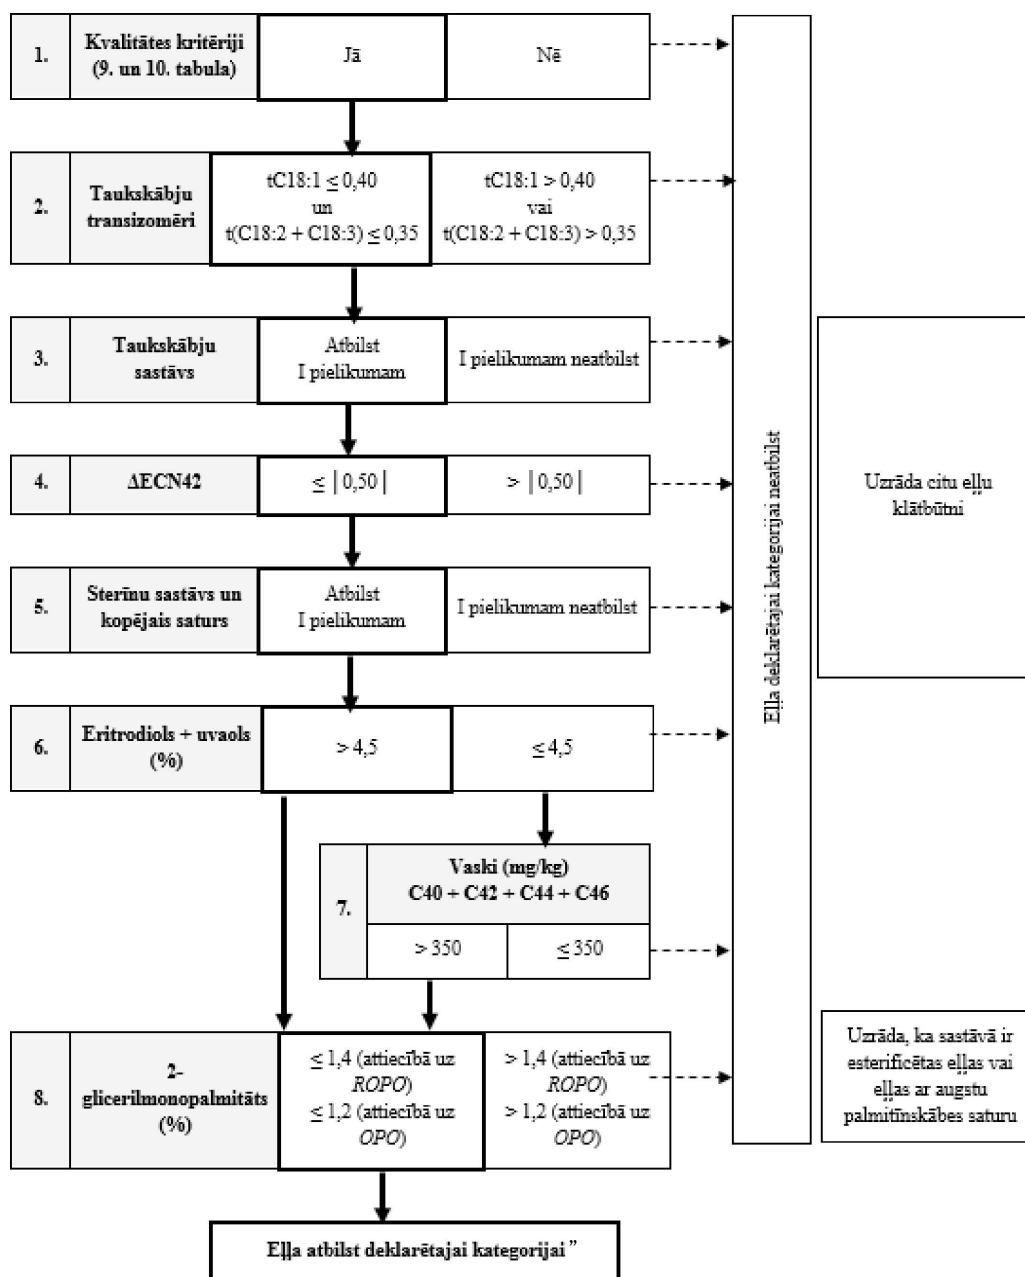 1.
Kvalitātes kritēriji
(9. un 10. tabula)
Jā
Nē
2.
Taukskābju
transizomēri
tC18:1 ≤ 0,40
un
t(C18:2 + C18:3) ≤ 0,35
tC18:1 > 0,40
vai
t(C18:2 + C18:3) > 0,35
3.
Taukskābju
sastāvs
Atbilst
I pielikumam
I pielikumam neatbilst
4.
ΔECN42
≤ | 0,50 |
> | 0,50 |
5.
Sterīnu sastāvs un
kopējais saturs
Atbilst
I pielikumam
I pielikumam neatbilst
6.
Eritrodiols + uvaols
(%)
> 4,5
≤ 4,5
7.
Vaski (mg/kg)
C40 + C42 + C44 + C46
> 350
≤ 350
8.
2-
glicerilmonopalmitāts
(%)
≤ 1,4 (attiecībā uz
ROPO)
≤ 1,2 (attiecībā uz
OPO)
> 1,4 (attiecībā uz
ROPO)
> 1,2 (attiecībā uz
OPO)
Eļļa atbilst deklarētajai kategorijai”
Eļļa deklarētajai kategorijai neatbilst
Uzrāda citu eļļu
klātbūtni
Uzrāda, ka sastāvā ir
esterificētas eļļas vai
eļļas ar augstu
palmitīnskābes saturu